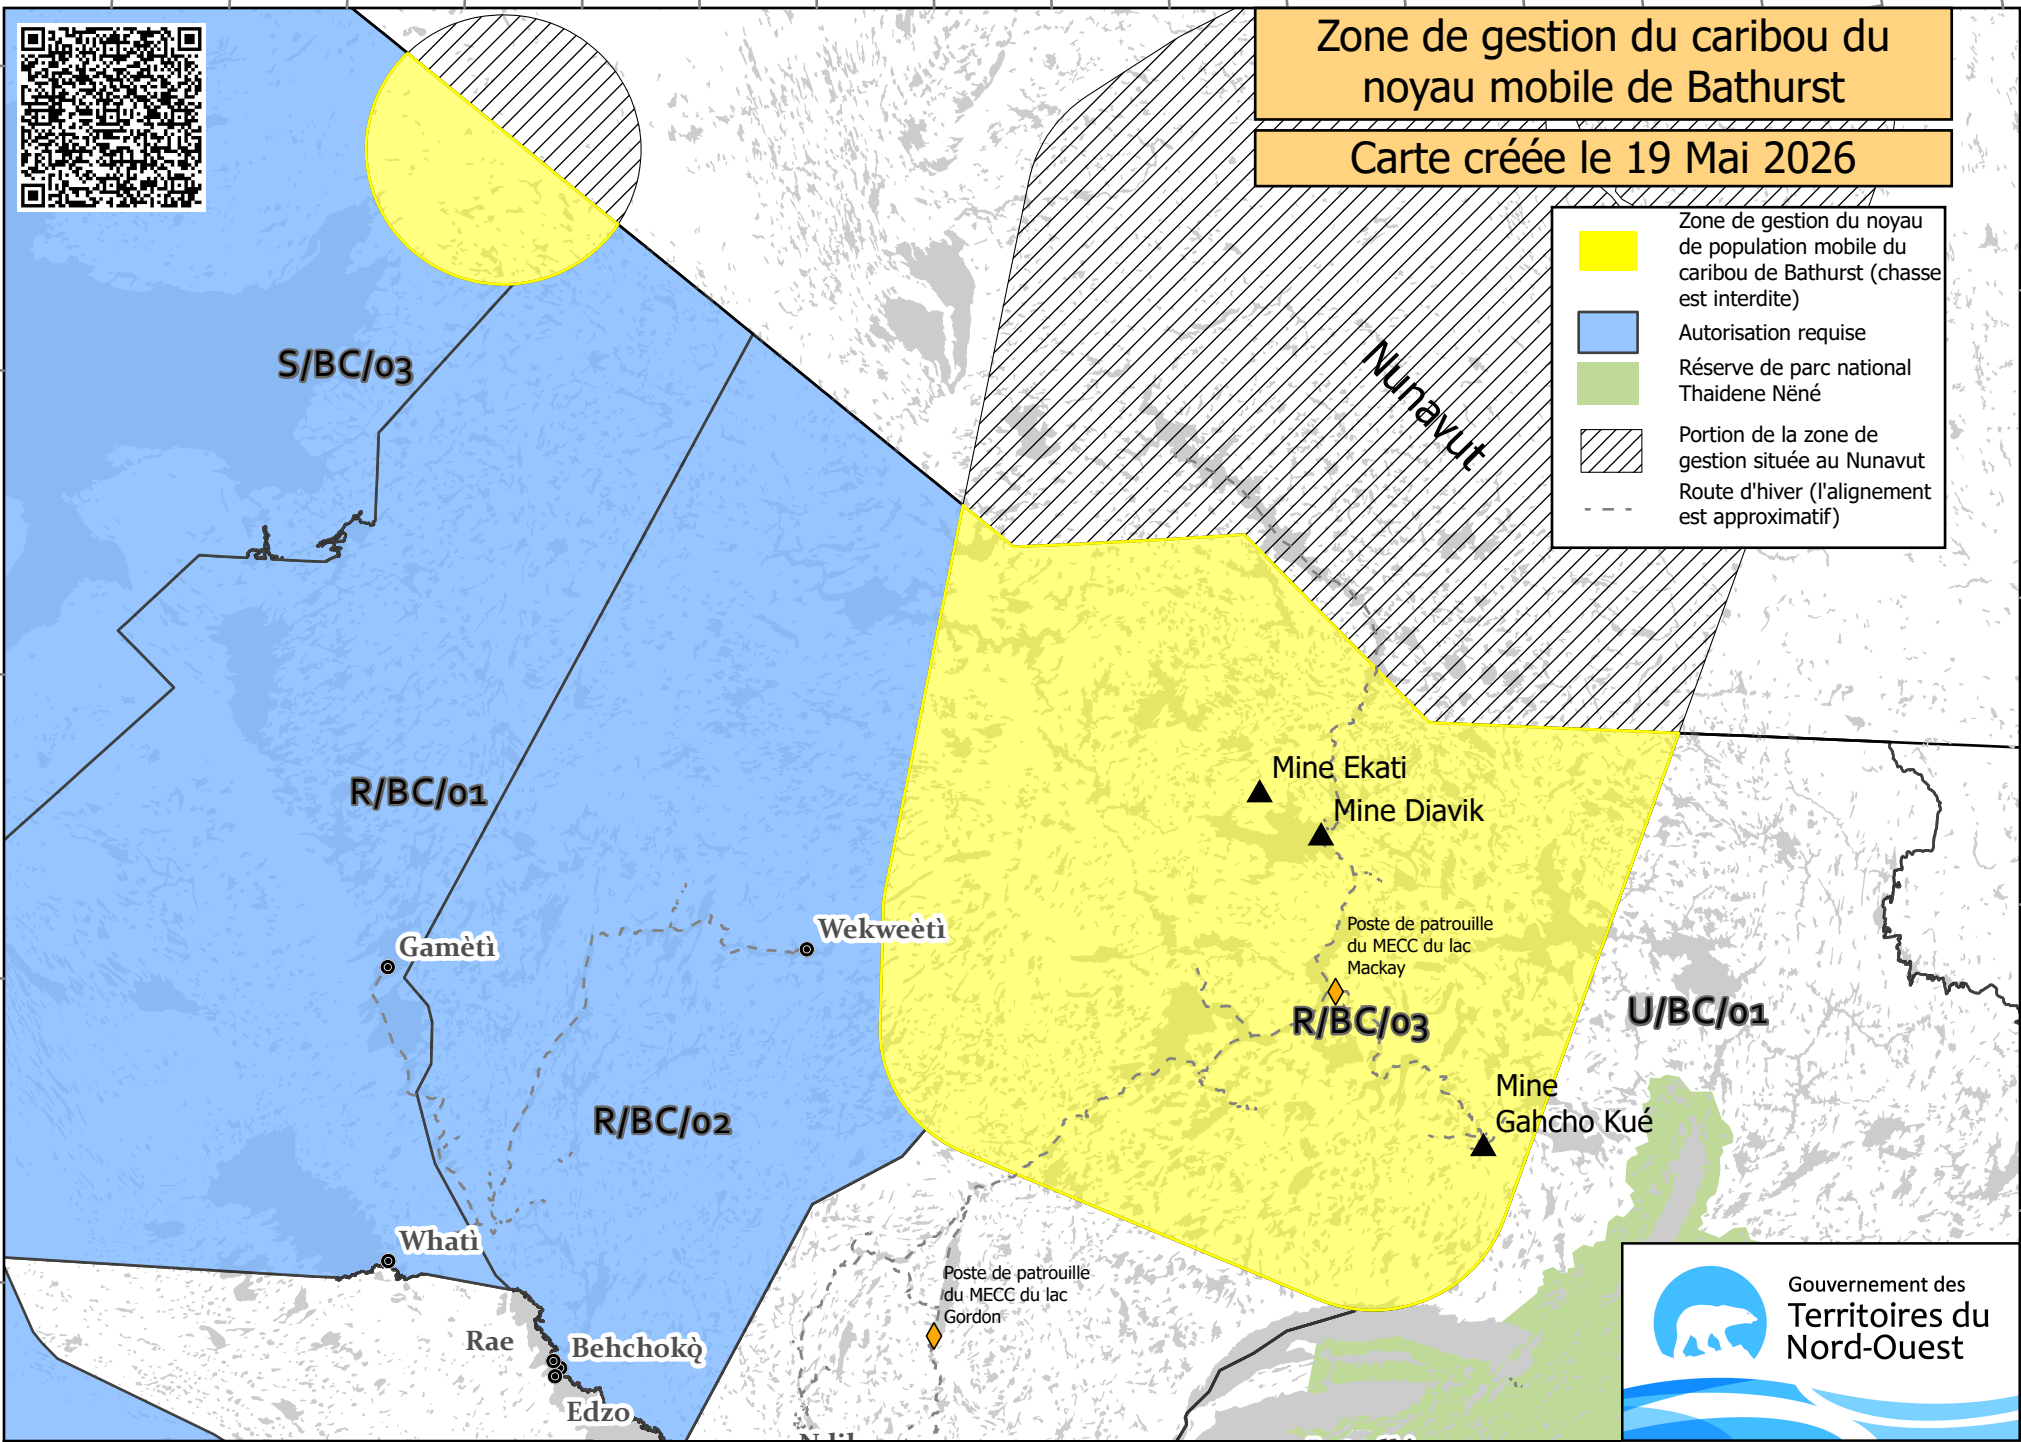 Zone de gestion du caribou du
noyau mobile de Bathurst
Carte créée le 19 Mai 2026
Zone de gestion du noyau
de population mobile du
caribou de Bathurst (chasse
est interdite)
Autorisation requise
Réserve de parc national
Thaidene Nëné
Portion de la zone de
gestion située au Nunavut
Route d'hiver (l'alignement
est approximatif)
Nunavut
S/BC/03
R/BC/01
Mine Ekati
Mine Diavik
Gamètì
Wekweètì
Poste de patrouille
du MECC du lac
Mackay
R/BC/03
U/BC/01
R/BC/02
Mine
Gahcho Kué
Whatì
Poste de patrouille
du MECC du lac
Gordon
Rae
Behchokǫ̀
Edzo
Gouvernement des
Territoires du
Nord-Ouest